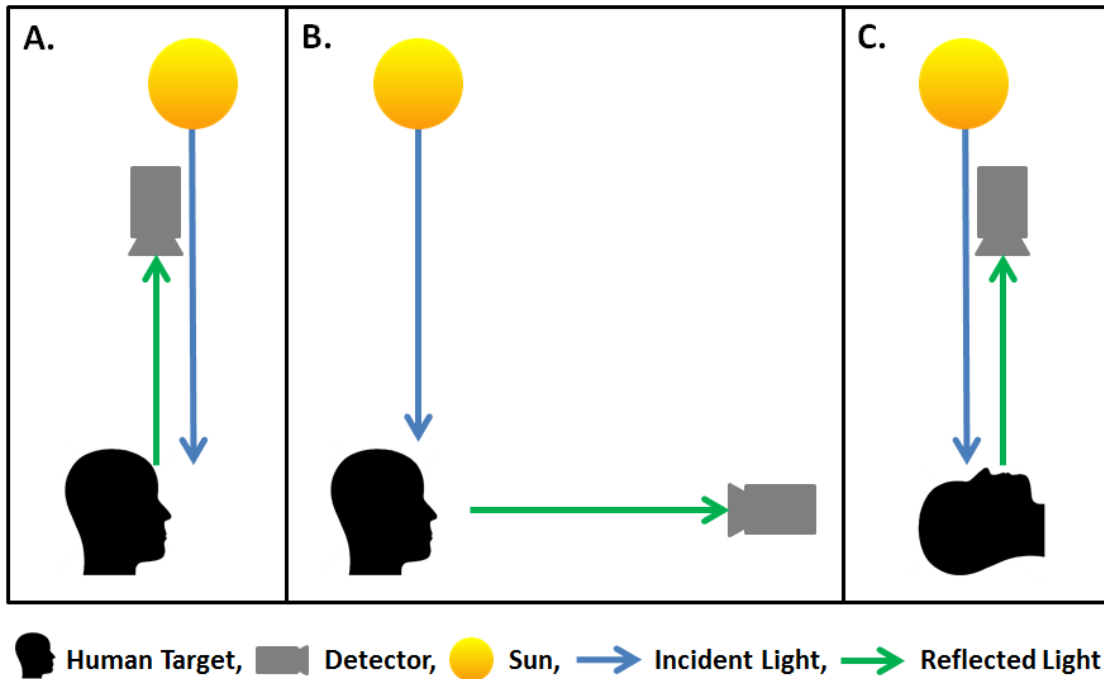 A.
B.
C.
Human Target, Detector, Sun, Incident Light, Reflected Light